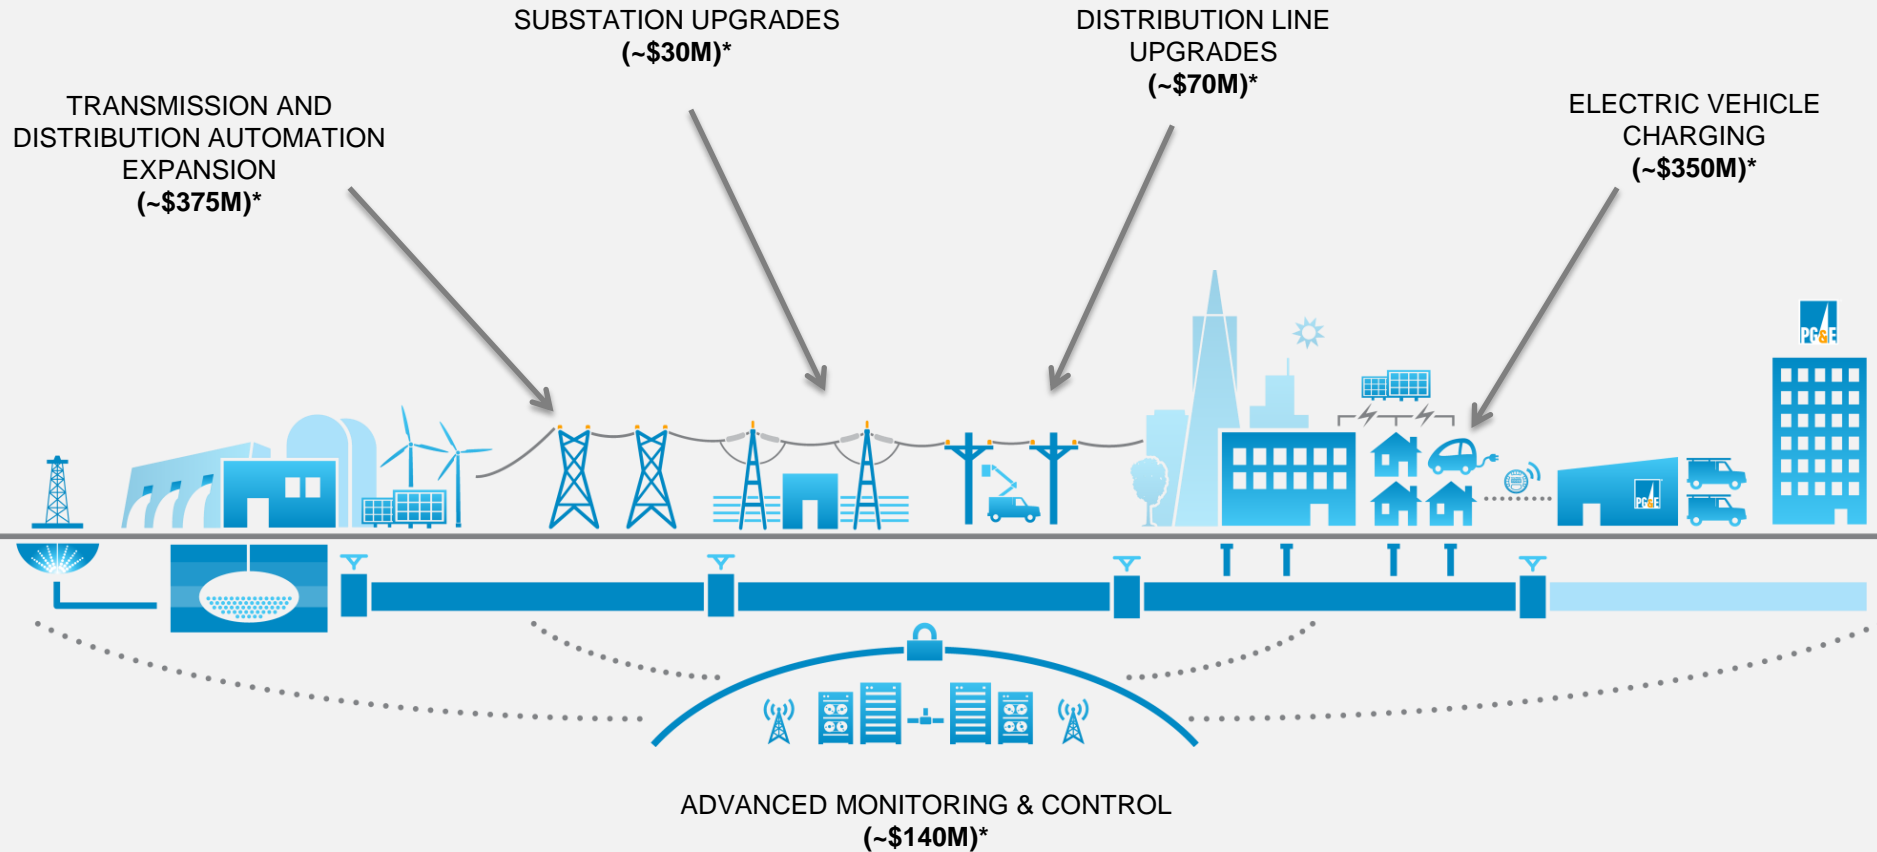 SUBSTATION UPGRADES
(~$30M)*
DISTRIBUTION LINE
UPGRADES
(~$70M)*
TRANSMISSION AND
DISTRIBUTION AUTOMATION
EXPANSION
(~$375M)*
ELECTRIC VEHICLE
CHARGING
(~$350M)*
PG&E
PG&E
ADVANCED MONITORING & CONTROL
(~$140M)*